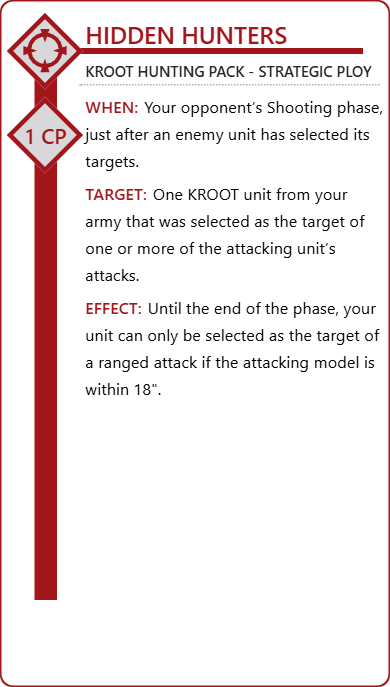 HIDDEN HUNTERS
KROOT HUNTING PACK - STRATEGIC PLOY
1 CP
WHEN: Your opponent’s Shooting phase,
just after an enemy unit has selected its
targets.
TARGET: One KROOT unit from your
army that was selected as the target of
one or more of the attacking unit’s
attacks.
EFFECT: Until the end of the phase, your
unit can only be selected as the target of
a ranged attack if the attacking model is
within 18".